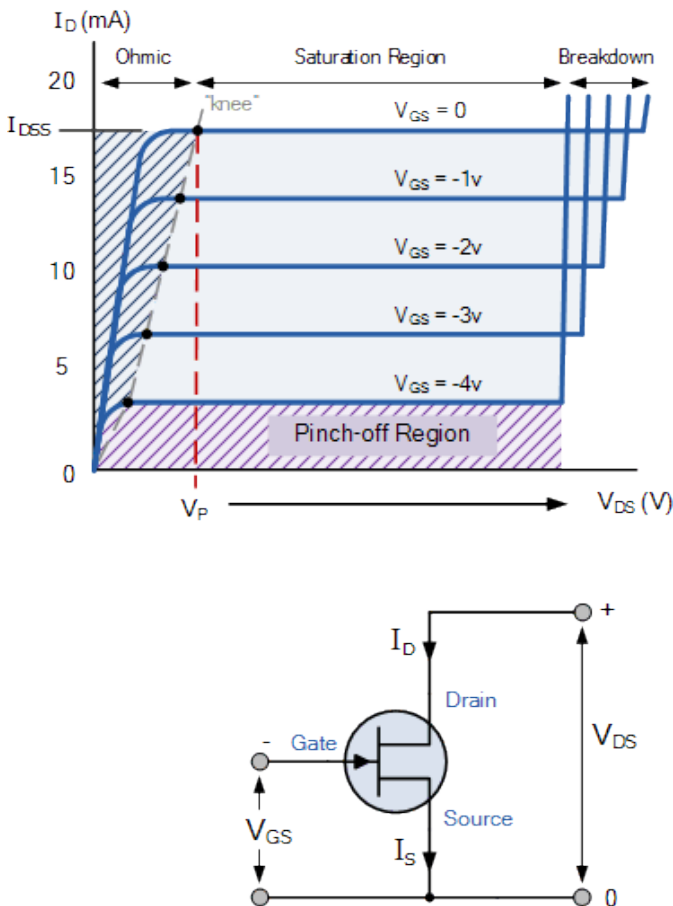 I_D (mA)
Ohmic Saturation Region Breakdown
20
"knee"
V_GS = 0
I_DSS
15
V_GS = -1v
10
V_GS = -2v
5
V_GS = -3v
V_GS = -4v
Pinch-off Region
0
V_P
V_DS (V)
+
I_D
Drain
- Gate
V_DS
V_GS
Source
I_S
0